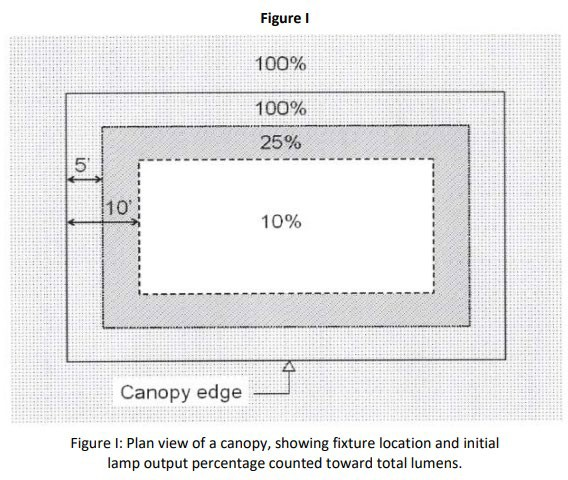 Figure I
100%
100%
25%
5'
10'
10%
Canopy edge
Figure I: Plan view of a canopy, showing fixture location and initial
lamp output percentage counted toward total lumens.